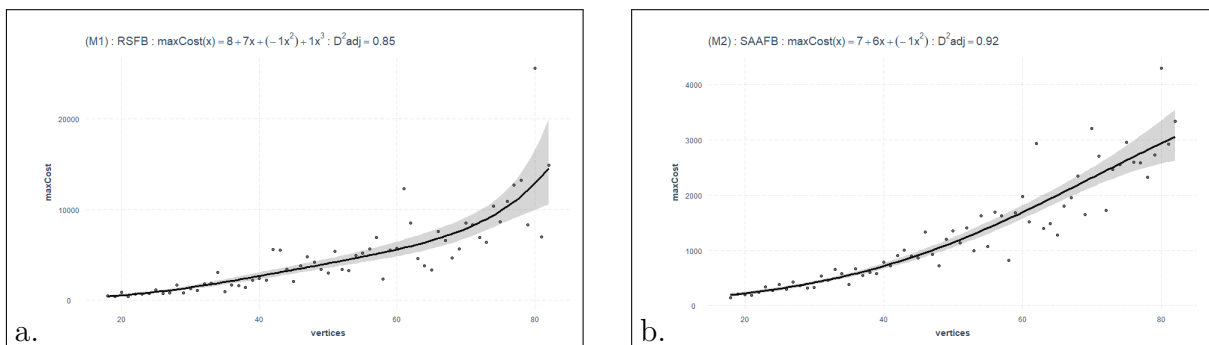 (M1) : RSFB : maxCost(x) = 8 + 7x + (−1x²) + 1x³ : D²adj = 0.85
20000
10000
0
maxCost
20
40
60
80
vertices
a.
(M2) : SAAFB : maxCost(x) = 7 + 6x + (−1x²) : D²adj = 0.92
4000
3000
2000
1000
0
maxCost
20
40
60
80
vertices
b.